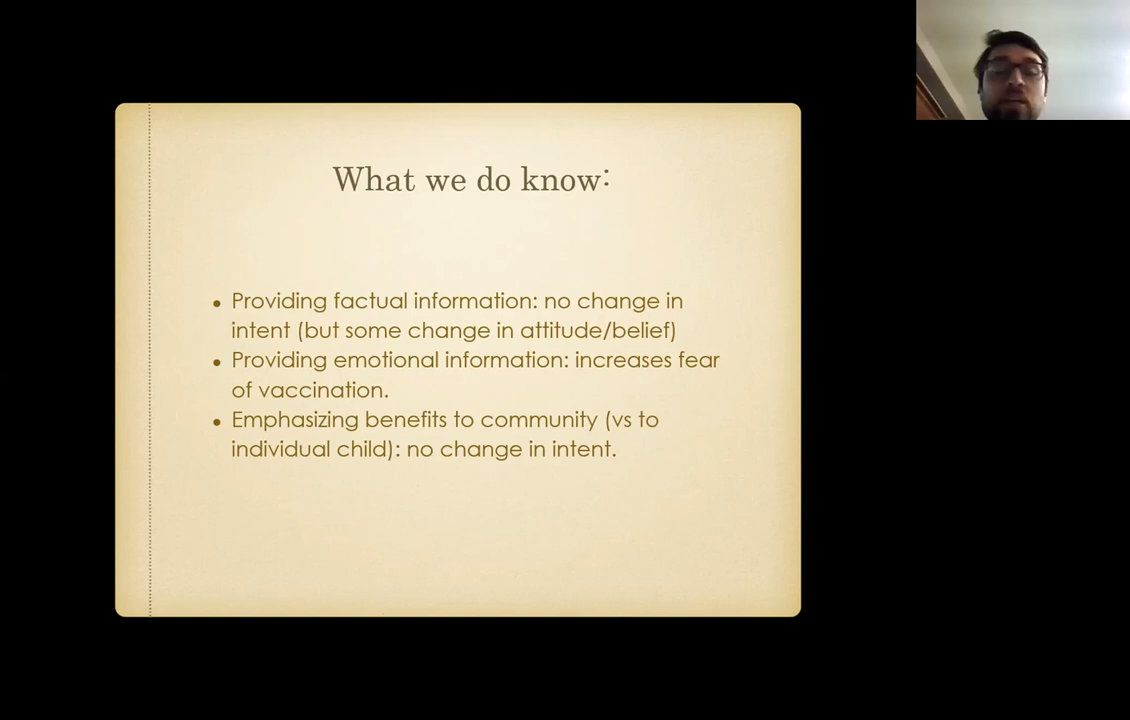 What we do know:
• Providing factual information: no change in
intent (but some change in attitude/belief)
• Providing emotional information: increases fear
of vaccination.
• Emphasizing benefits to community (vs to
individual child): no change in intent.